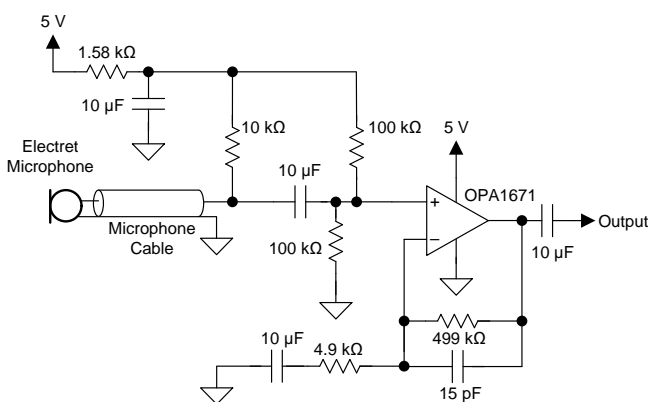 5 V
1.58 kΩ
10 µF
10 kΩ
100 kΩ
5 V
Electret
Microphone
10 µF
OPA1671
+
−
Output
Microphone
Cable
100 kΩ
10 µF
10 µF
4.9 kΩ
499 kΩ
15 pF